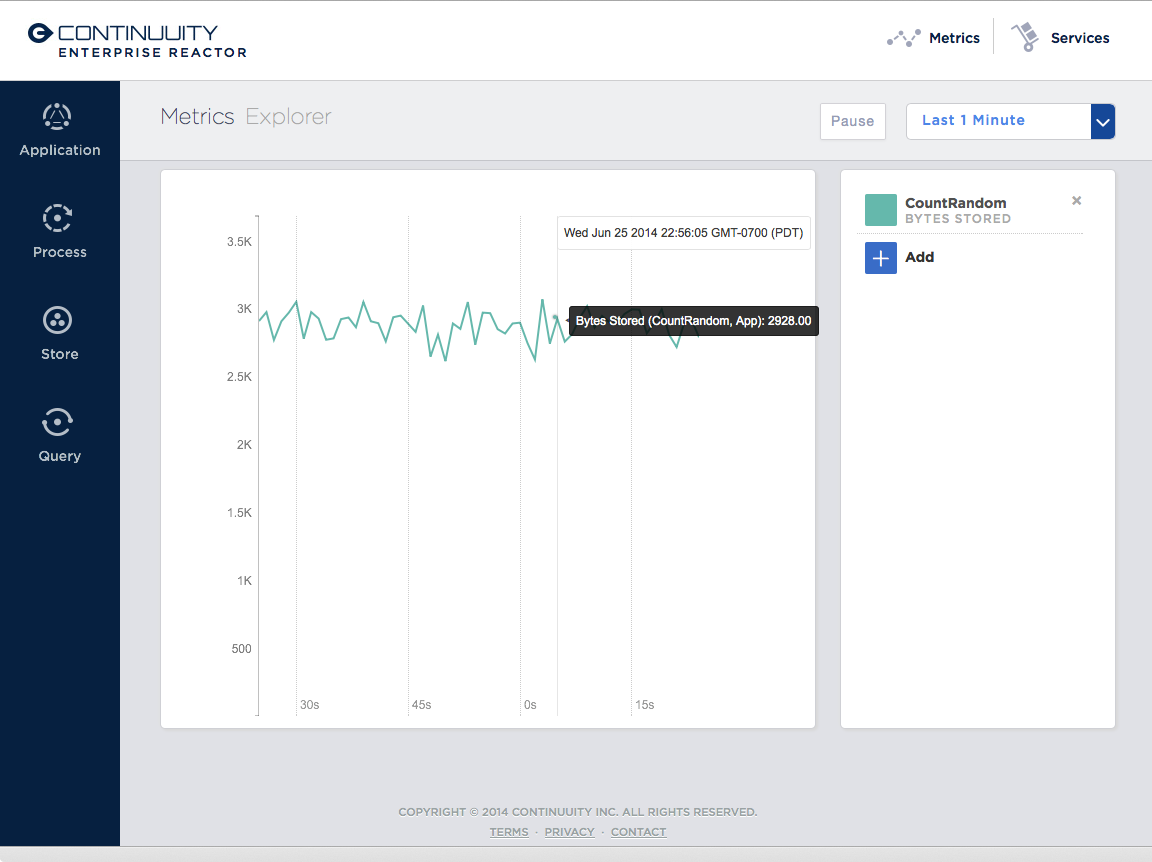 CONTINUUITY
ENTERPRISE REACTOR
Metrics
Services
Application
Process
Store
Query
Metrics Explorer
Pause
Last 1 Minute
3.5K
3K
2.5K
2K
1.5K
1K
500
30s
45s
0s
15s
Wed Jun 25 2014 22:56:05 GMT-0700 (PDT)
Bytes Stored (CountRandom, App): 2928.00
CountRandom
BYTES STORED
Add
COPYRIGHT © 2014 CONTINUUITY INC. ALL RIGHTS RESERVED.
TERMS · PRIVACY · CONTACT